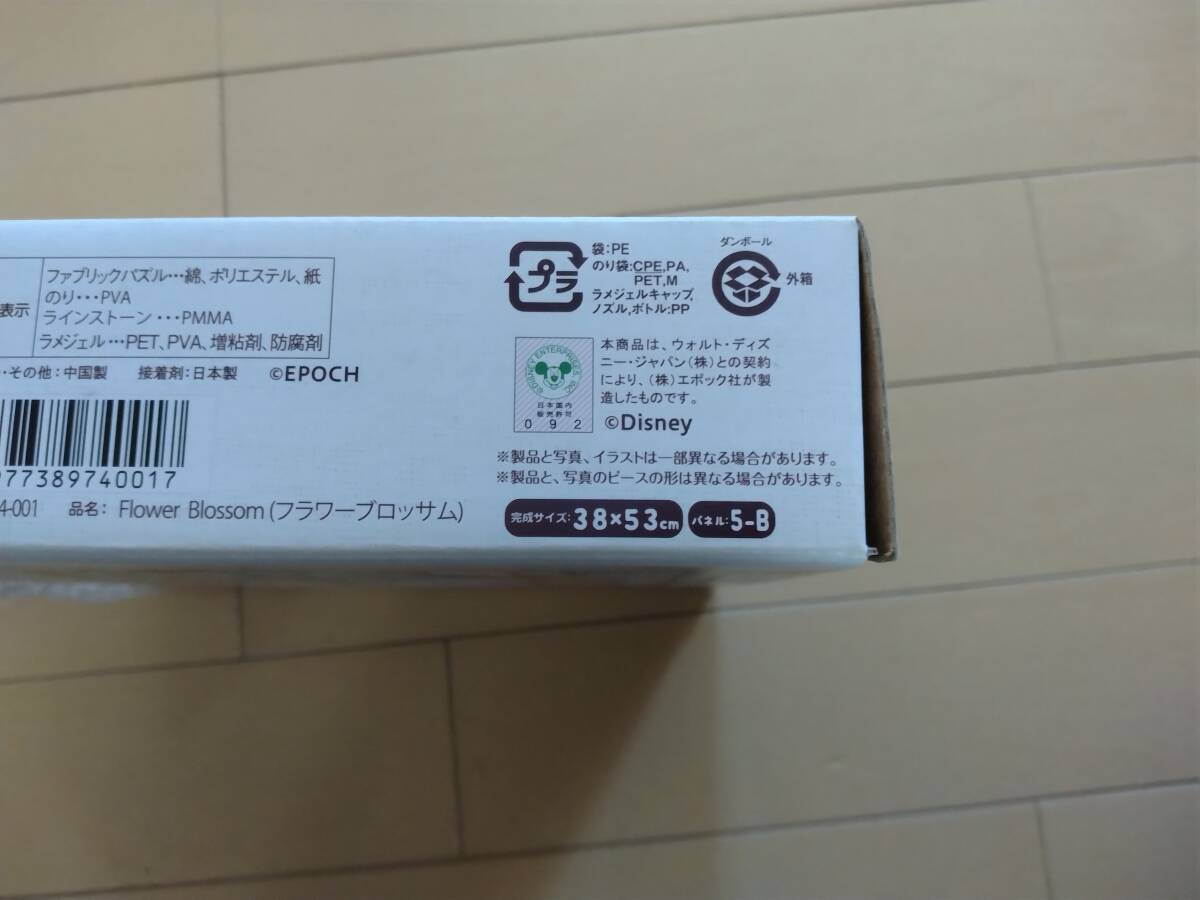 表示
ファブリックパズル…綿、ポリエステル、紙
のり…PVA
ラインストーン…PMMA
ラメジェル…PET、PVA、増粘剤、防腐剤
・その他：中国製 接着剤：日本製 ©EPOCH
977389740017
4-001 品名： Flower Blossom (フラワーブロッサム)
プラ
袋：PE
のり袋：CPE,PA,
PET,M
ラメジェルキャップ,
ノズル,ボトル：PP
ダンボール
外箱
©DISNEY ENTERPRISES INC.
日本国内
販売許可
092
本商品は、ウォルト・ディズ
ニー・ジャパン(株)との契約
により、(株)エポック社が製
造したものです。
©Disney
※製品と写真、イラストは一部異なる場合があります。
※製品と、写真のピースの形は異なる場合があります。
完成サイズ：38×53cm パネル：5-B